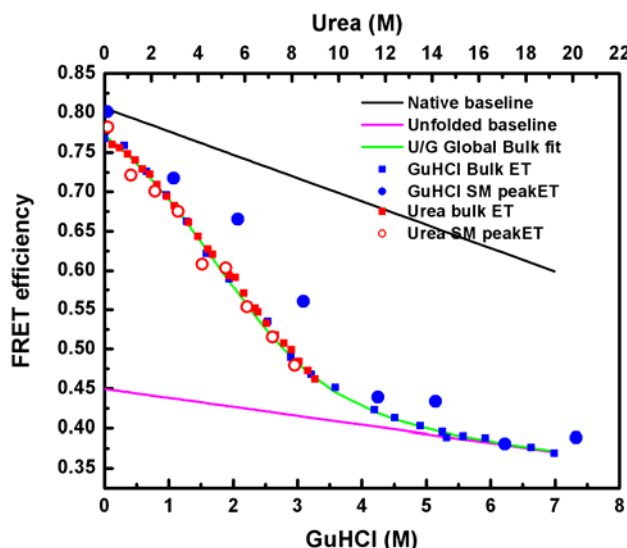 Urea (M)
0 2 4 6 8 10 12 14 16 18 20 22
0.85
0.80
0.75
0.70
0.65
0.60
0.55
0.50
0.45
0.40
0.35
FRET efficiency
Native baseline
Unfolded baseline
U/G Global Bulk fit
GuHCl Bulk ET
GuHCl SM peakET
Urea bulk ET
Urea SM peakET
0 1 2 3 4 5 6 7 8
GuHCl (M)